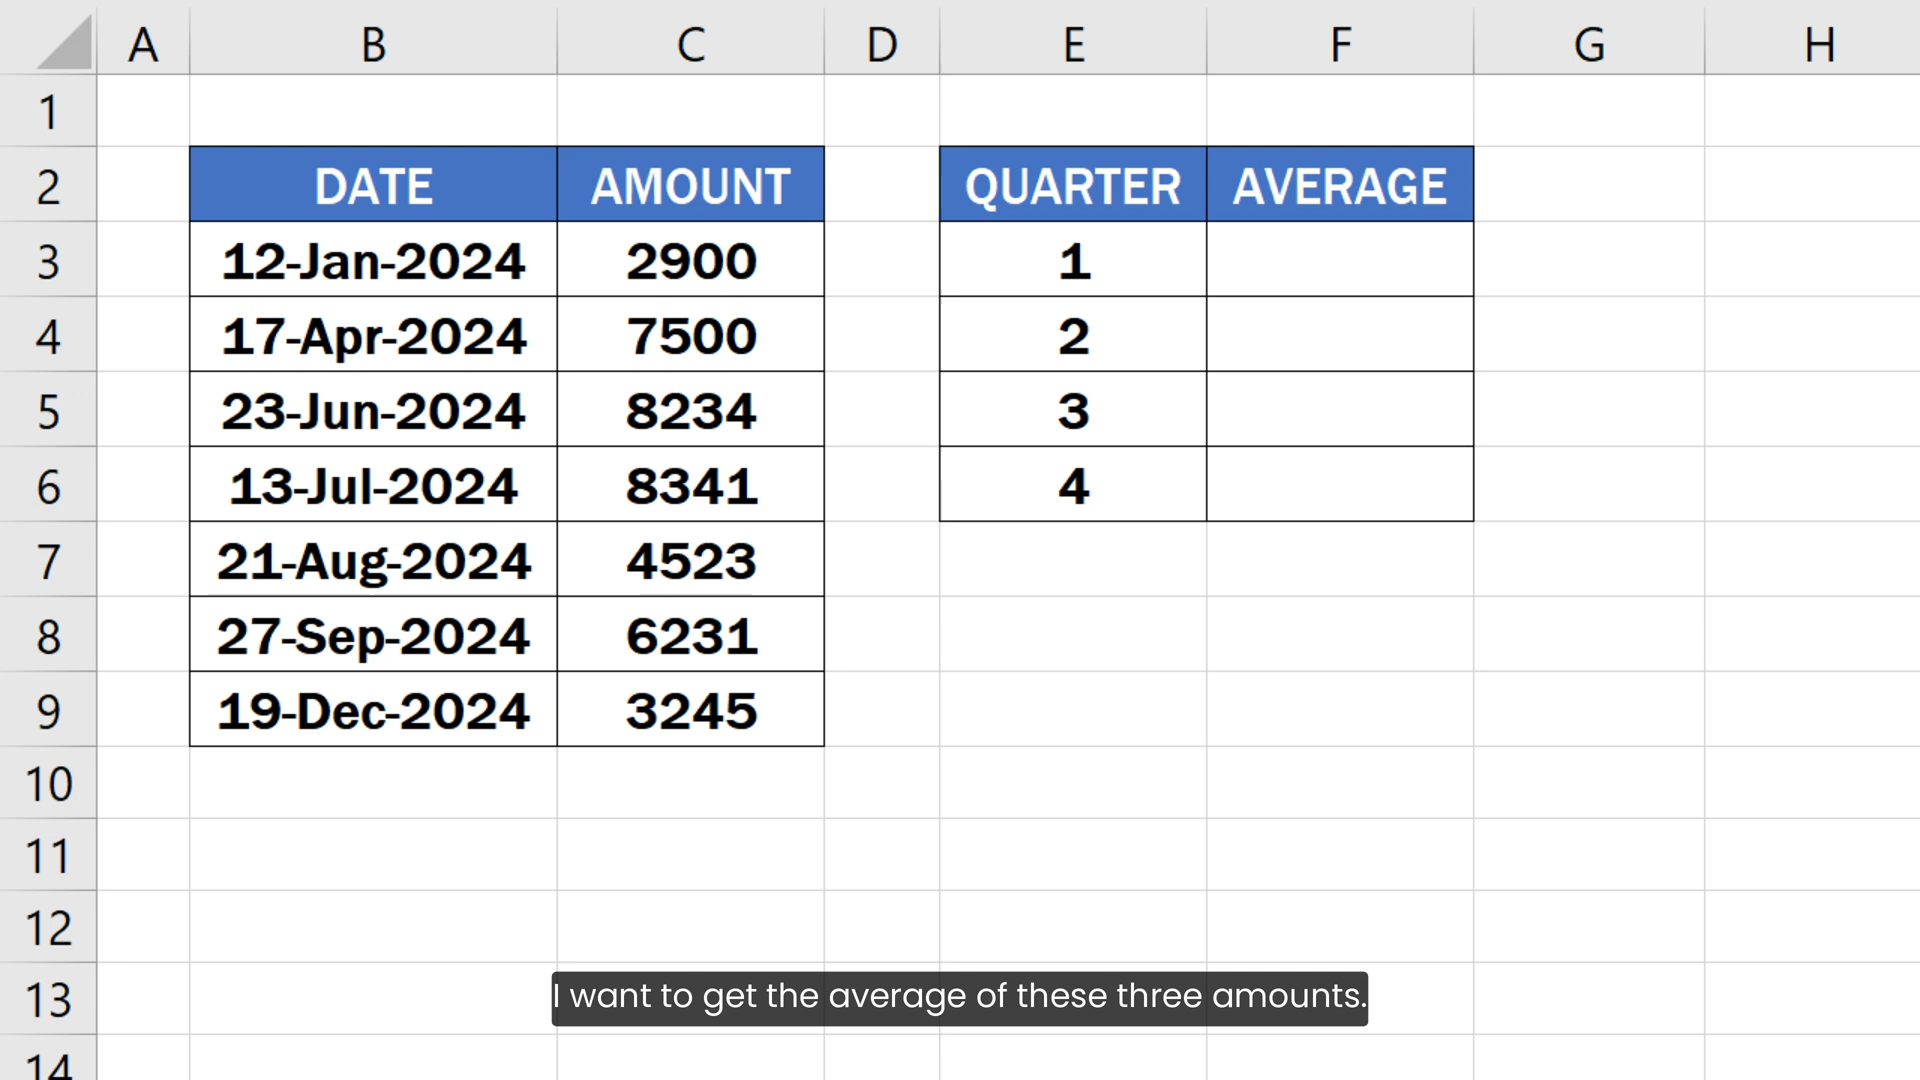 A B C D E F G H
1
2 DATE AMOUNT QUARTER AVERAGE
3 12-Jan-2024 2900 1
4 17-Apr-2024 7500 2
5 23-Jun-2024 8234 3
6 13-Jul-2024 8341 4
7 21-Aug-2024 4523
8 27-Sep-2024 6231
9 19-Dec-2024 3245
10
11
12
13
I want to get the average of these three amounts.
14